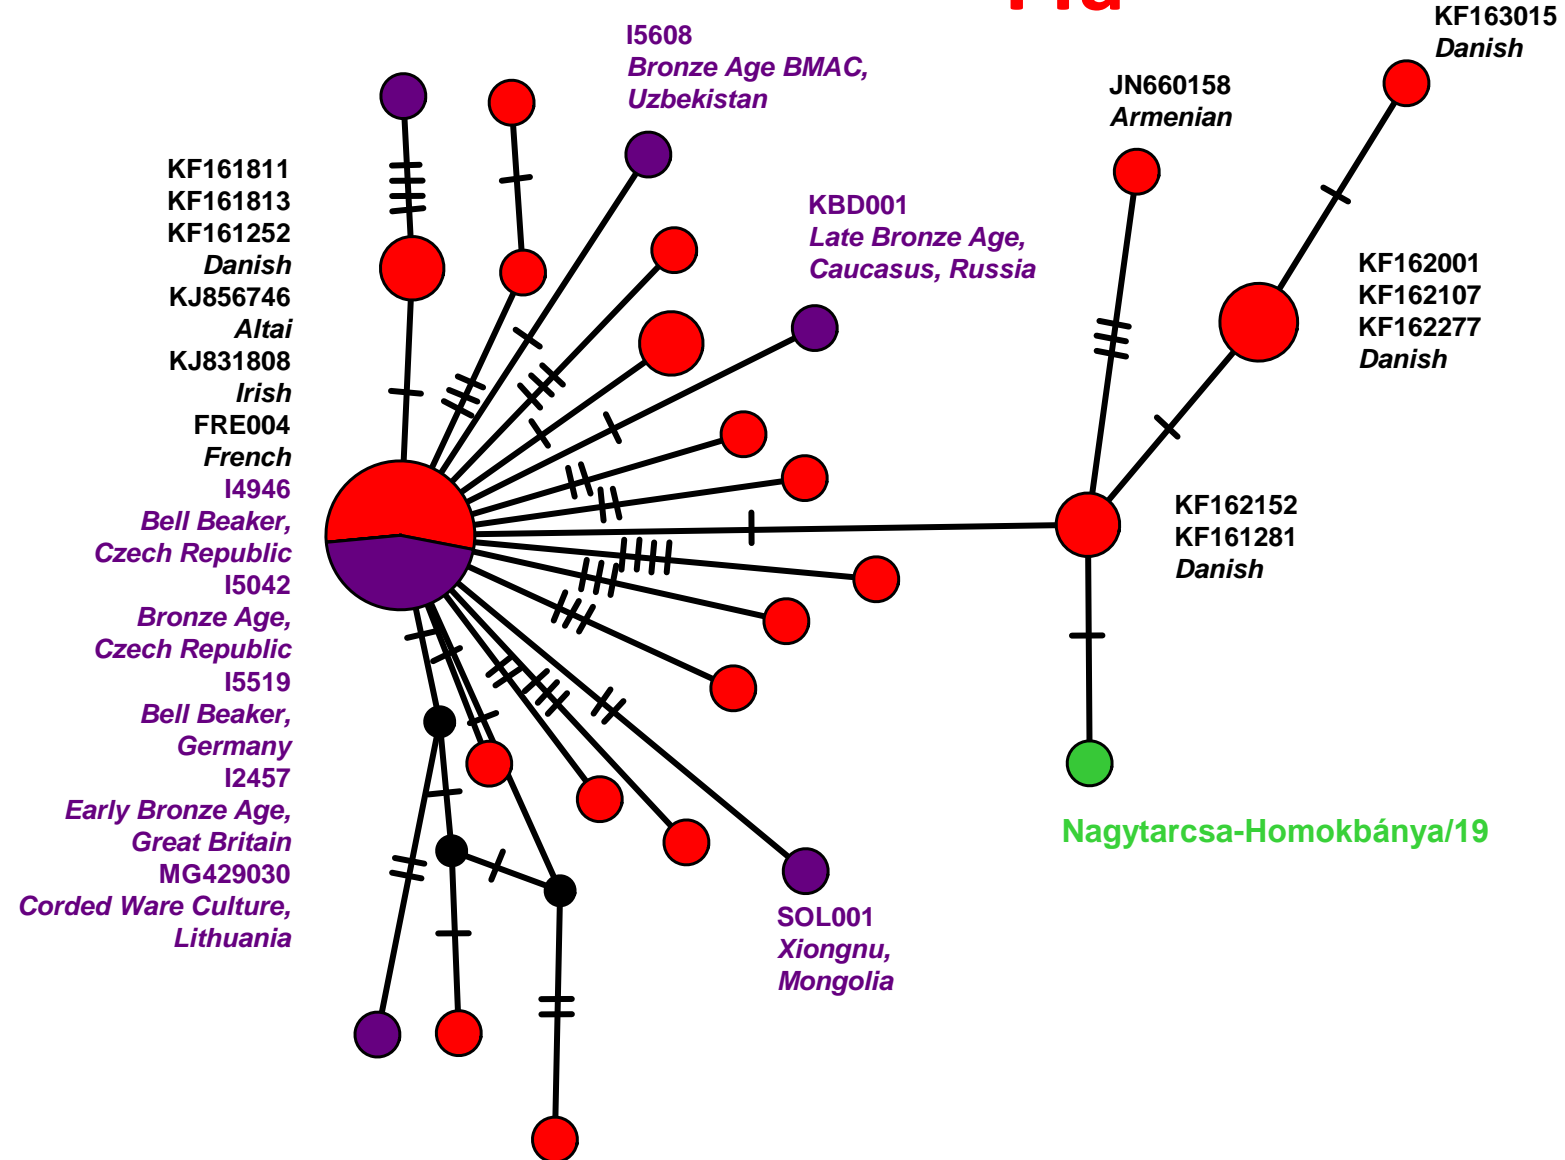 KF163015
Danish
I5608
Bronze Age BMAC,
Uzbekistan
JN660158
Armenian
KF161811
KF161813
KF161252
Danish
KJ856746
Altai
KJ831808
Irish
FRE004
French
I4946
Bell Beaker,
Czech Republic
I5042
Bronze Age,
Czech Republic
I5519
Bell Beaker,
Germany
I2457
Early Bronze Age,
Great Britain
MG429030
Corded Ware Culture,
Lithuania
KBD001
Late Bronze Age,
Caucasus, Russia
KF162001
KF162107
KF162277
Danish
KF162152
KF161281
Danish
Nagytarcsa-Homokbánya/19
SOL001
Xiongnu,
Mongolia